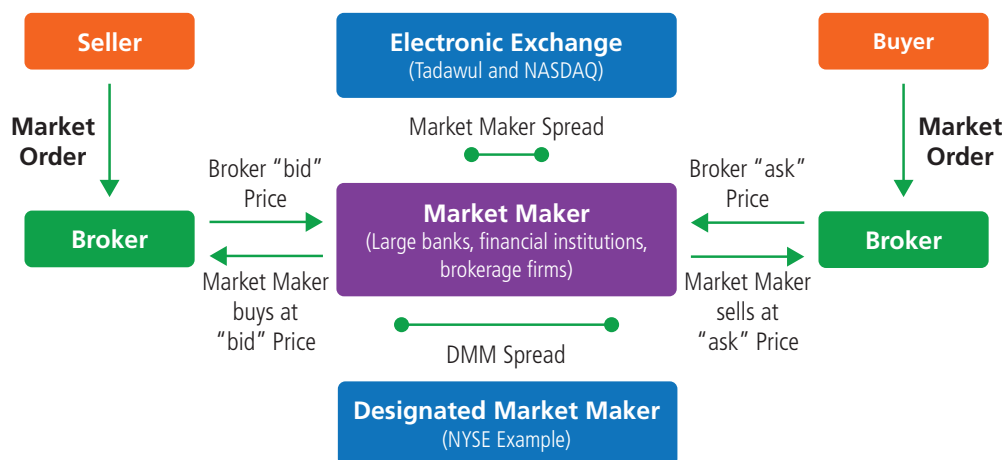 Seller
Electronic Exchange
(Tadawul and NASDAQ)
Buyer
Market
Order
Market Maker Spread
Market
Order
Broker “bid”
Price
Broker “ask”
Price
Broker
Market Maker
(Large banks, financial institutions,
brokerage firms)
Broker
Market Maker
buys at
“bid” Price
Market Maker
sells at
“ask” Price
DMM Spread
Designated Market Maker
(NYSE Example)